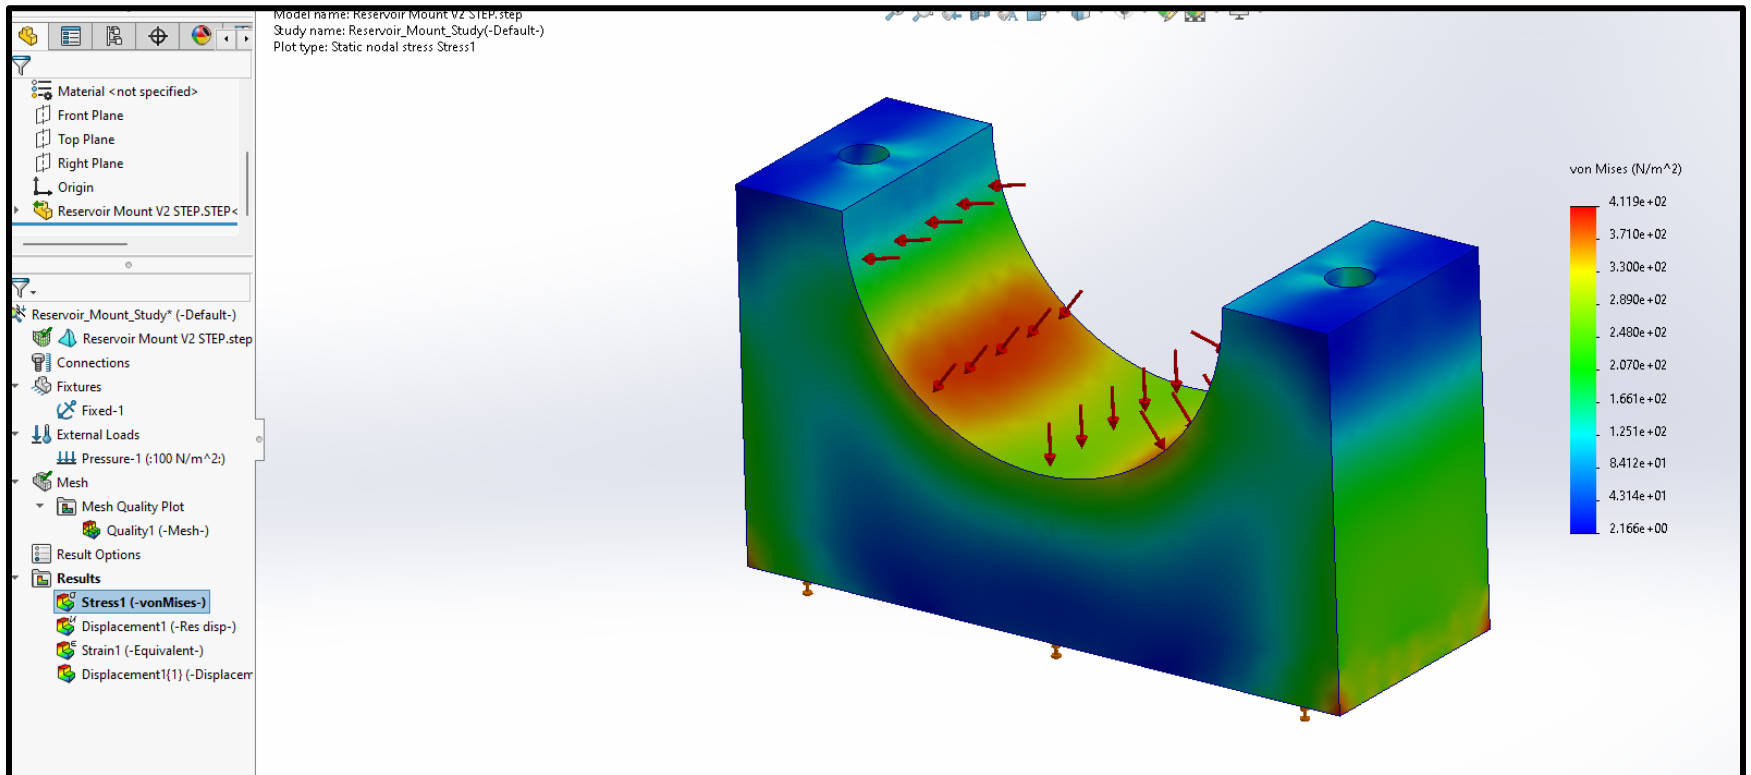 Model name: Reservoir Mount V2 STEP.step
Study name: Reservoir_Mount_Study(-Default-)
Plot type: Static nodal stress Stress1
Material <not specified>
Front Plane
Top Plane
Right Plane
Origin
Reservoir Mount V2 STEP.STEP<
Reservoir_Mount_Study* (-Default-)
Reservoir Mount V2 STEP.step
Connections
Fixtures
Fixed-1
External Loads
Pressure-1 (:100 N/m^2:)
Mesh
Mesh Quality Plot
Quality1 (-Mesh-)
Result Options
Results
Stress1 (-vonMises-)
Displacement1 (-Res disp-)
Strain1 (-Equivalent-)
Displacement1{1} (-Displacem
von Mises (N/m^2)
4.119e+02
3.710e+02
3.300e+02
2.890e+02
2.480e+02
2.070e+02
1.661e+02
1.251e+02
8.412e+01
4.314e+01
2.166e+00